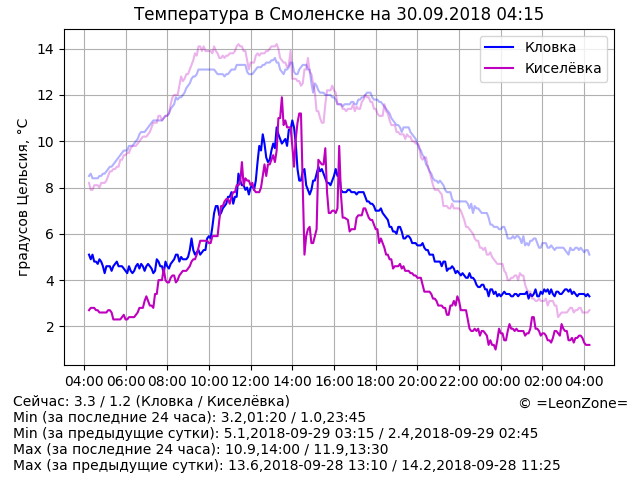 Температура в Смоленске на 30.09.2018 04:15
Кловка
Киселёвка
градусов Цельсия, °C
14
12
10
8
6
4
2
04:00 06:00 08:00 10:00 12:00 14:00 16:00 18:00 20:00 22:00 00:00 02:00 04:00
Сейчас: 3.3 / 1.2 (Кловка / Киселёвка)
© =LeonZone=
Min (за последние 24 часа): 3.2,01:20 / 1.0,23:45
Min (за предыдущие сутки): 5.1,2018-09-29 03:15 / 2.4,2018-09-29 02:45
Max (за последние 24 часа): 10.9,14:00 / 11.9,13:30
Max (за предыдущие сутки): 13.6,2018-09-28 13:10 / 14.2,2018-09-28 11:25